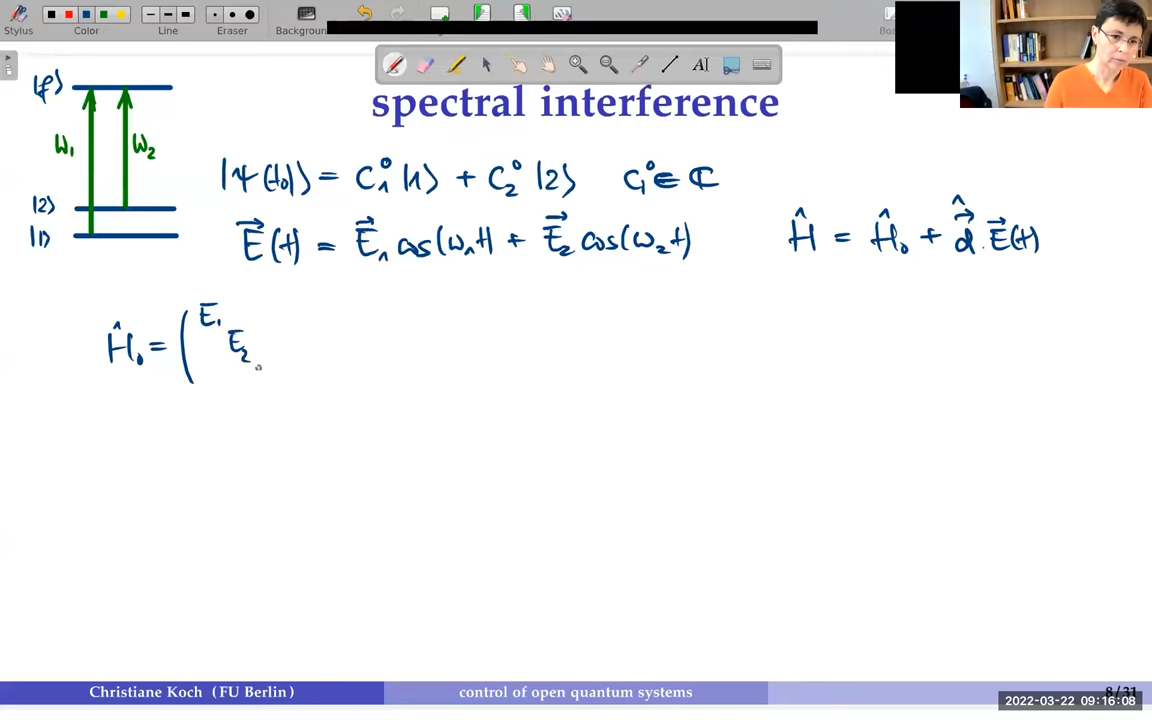 Stylus Color Line Eraser Backgroun
spectral interference
|f⟩
ω₁ ω₂
|2⟩
|1⟩
|ψ(t₀)⟩ = C₁⁰ |1⟩ + C₂⁰ |2⟩ Cᵢ⁰ ∈ ℂ
E⃗(t) = E⃗₁ cos(ω₁t) + E⃗₂ cos(ω₂t) Ĥ = Ĥ₀ + d̂⃗ · E⃗(t)
Ĥ₀ = ( E₁
E₂
Christiane Koch (FU Berlin) control of open quantum systems 8/31
2022-03-22 09:16:08